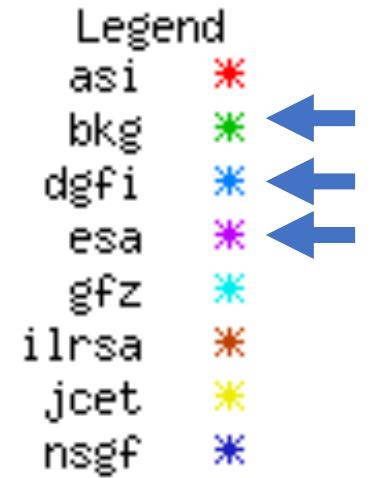 Legend
asi
bkg
dgfi
esa
gfz
ilrsa
jcet
nsgf